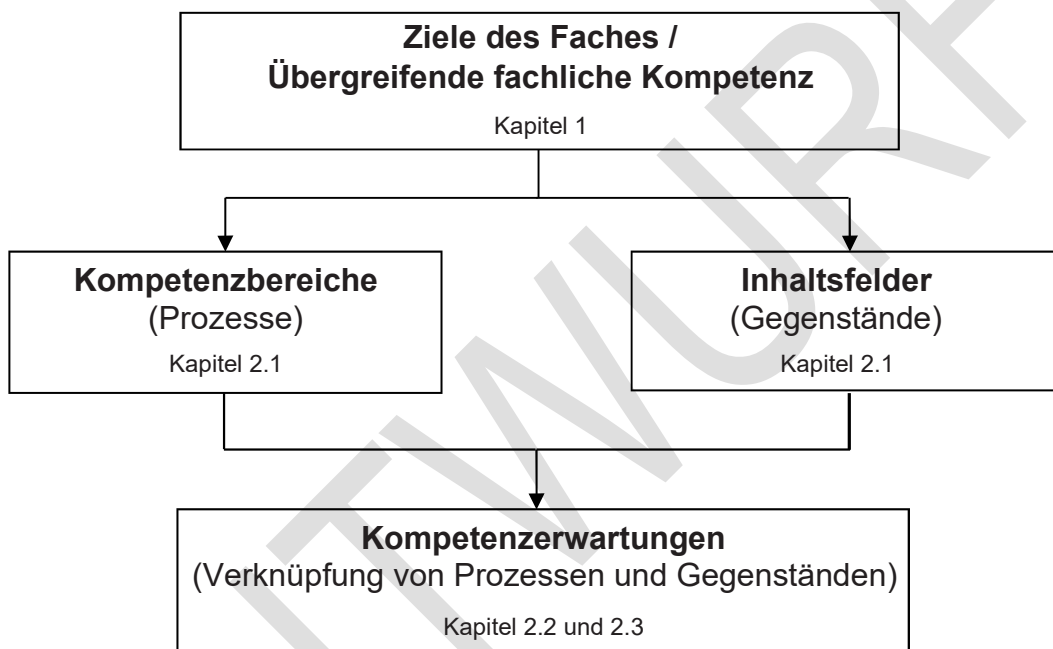 Ziele des Faches /
Übergreifende fachliche Kompetenz
Kapitel 1
Kompetenzbereiche
(Prozesse)
Kapitel 2.1
Inhaltsfelder
(Gegenstände)
Kapitel 2.1
Kompetenzerwartungen
(Verknüpfung von Prozessen und Gegenständen)
Kapitel 2.2 und 2.3